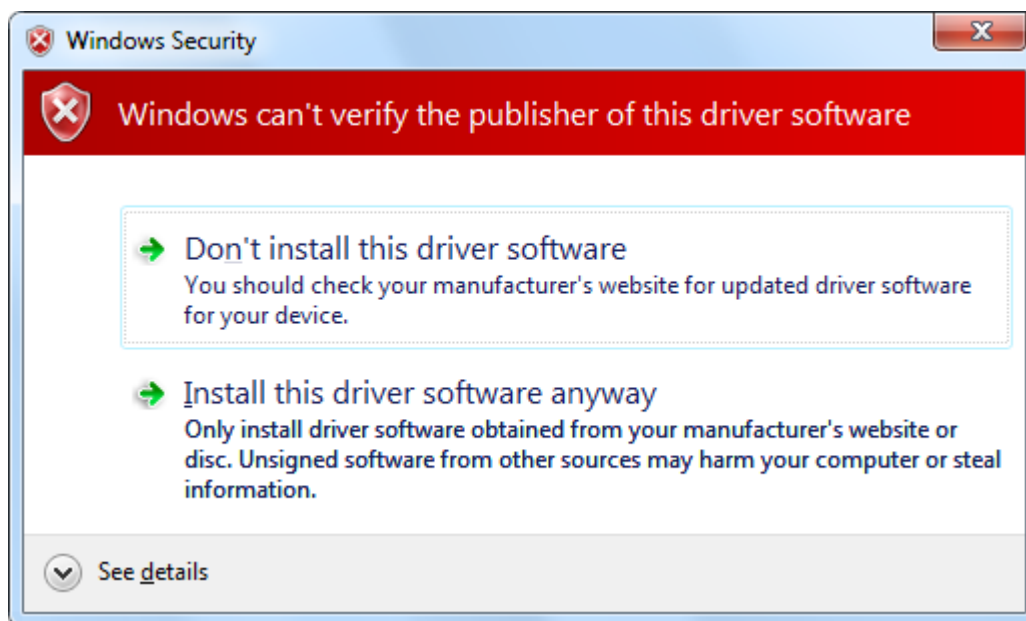 Windows Security
Windows can't verify the publisher of this driver software
Don't install this driver software
You should check your manufacturer's website for updated driver software
for your device.
Install this driver software anyway
Only install driver software obtained from your manufacturer's website or
disc. Unsigned software from other sources may harm your computer or steal
information.
See details